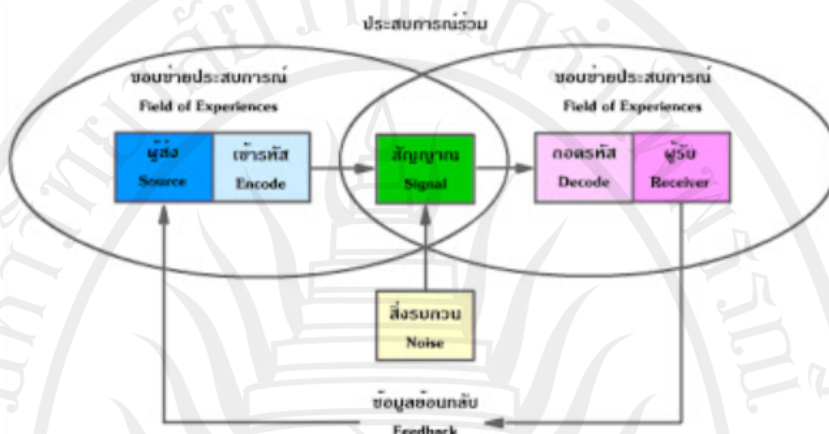 ประสบการณ์ร่วม
ขอบข่ายประสบการณ์
Field of Experiences
ขอบข่ายประสบการณ์
Field of Experiences
ผู้ส่ง
Source
เข้ารหัส
Encode
สัญญาณ
Signal
ถอดรหัส
Decode
ผู้รับ
Receiver
สิ่งรบกวน
Noise
ข้อมูลย้อนกลับ
Feedback